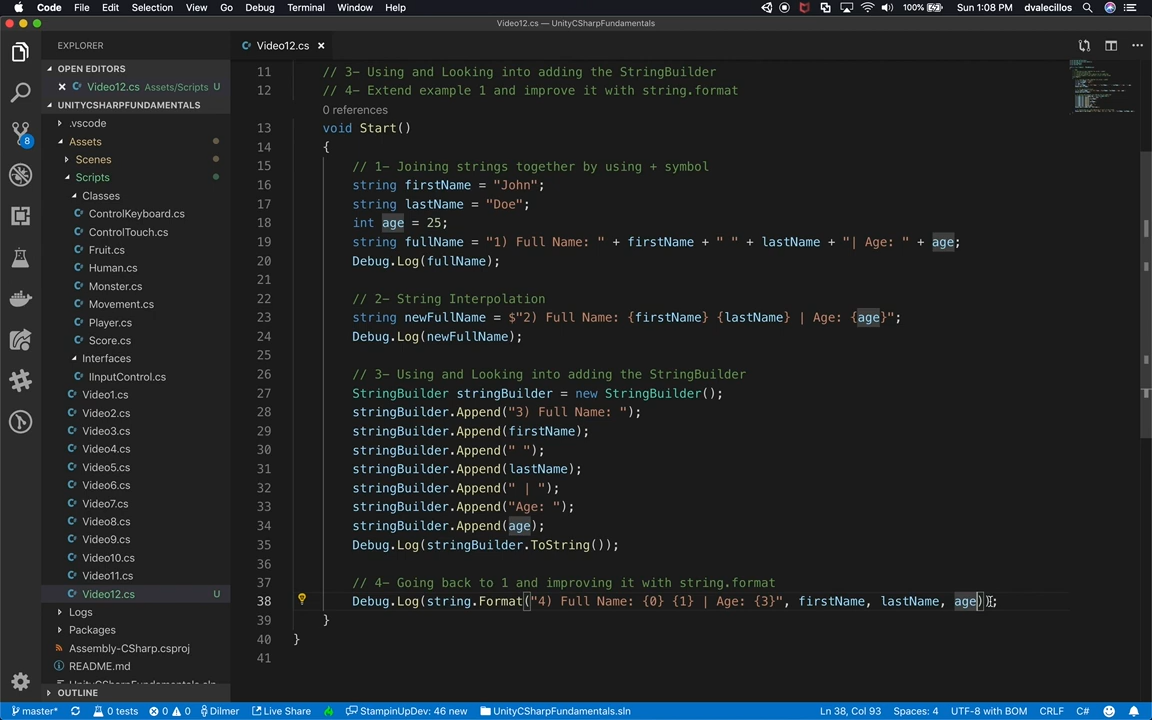 Code File Edit Selection View Go Debug Terminal Window Help 100% Sun 1:08 PM dvalecillos
Video12.cs — UnityCSharpFundamentals
EXPLORER
OPEN EDITORS
Video12.cs Assets/Scripts U
UNITYCSHARPFUNDAMENTALS
.vscode
Assets
Scenes
Scripts
Classes
ControlKeyboard.cs
ControlTouch.cs
Fruit.cs
Human.cs
Monster.cs
Movement.cs
Player.cs
Score.cs
Interfaces
IInputControl.cs
Video1.cs
Video2.cs
Video3.cs
Video4.cs
Video5.cs
Video6.cs
Video7.cs
Video8.cs
Video9.cs
Video10.cs
Video11.cs
Video12.cs U
Logs
Packages
Assembly-CSharp.csproj
README.md
UnityCSharpFundamentals.sln
OUTLINE
8
Video12.cs
11 // 3- Using and Looking into adding the StringBuilder
12 // 4- Extend example 1 and improve it with string.format
0 references
13 void Start()
14 {
15 // 1- Joining strings together by using + symbol
16 string firstName = "John";
17 string lastName = "Doe";
18 int age = 25;
19 string fullName = "1) Full Name: " + firstName + " " + lastName + "| Age: " + age;
20 Debug.Log(fullName);
21
22 // 2- String Interpolation
23 string newFullName = $"2) Full Name: {firstName} {lastName} | Age: {age}";
24 Debug.Log(newFullName);
25
26 // 3- Using and Looking into adding the StringBuilder
27 StringBuilder stringBuilder = new StringBuilder();
28 stringBuilder.Append("3) Full Name: ");
29 stringBuilder.Append(firstName);
30 stringBuilder.Append(" ");
31 stringBuilder.Append(lastName);
32 stringBuilder.Append(" | ");
33 stringBuilder.Append("Age: ");
34 stringBuilder.Append(age);
35 Debug.Log(stringBuilder.ToString());
36
37 // 4- Going back to 1 and improving it with string.format
38 Debug.Log(string.Format("4) Full Name: {0} {1} | Age: {3}", firstName, lastName, age));
39 }
40 }
41
master* 0 tests 0 0 Dilmer Live Share StampinUpDev: 46 new UnityCSharpFundamentals.sln Ln 38, Col 93 Spaces: 4 UTF-8 with BOM CRLF C#